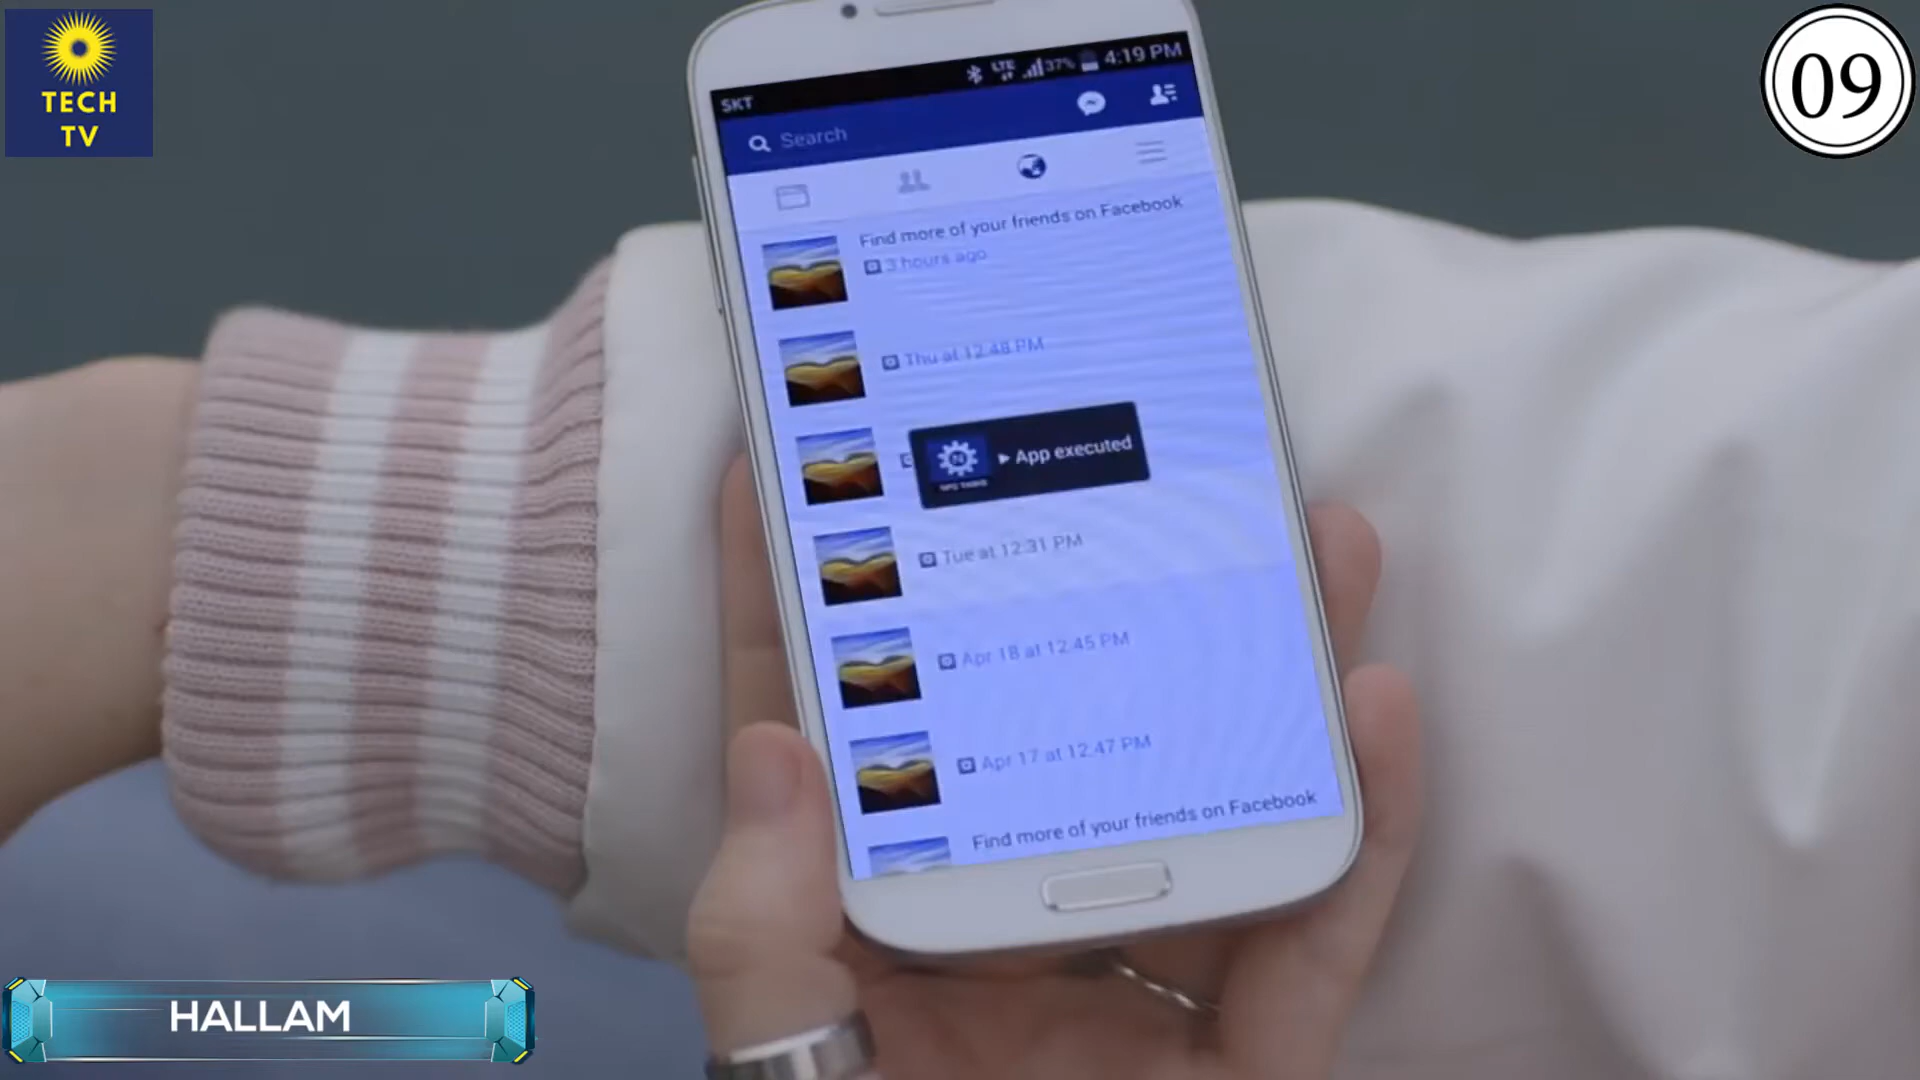 TECH
TV
09
SKT
LTE
37%
4:19 PM
Search
Find more of your friends on Facebook
3 hours ago
Thu at 12:48 PM
App executed
Tue at 12:31 PM
Apr 18 at 12:45 PM
Apr 17 at 12:47 PM
Find more of your friends on Facebook
HALLAM